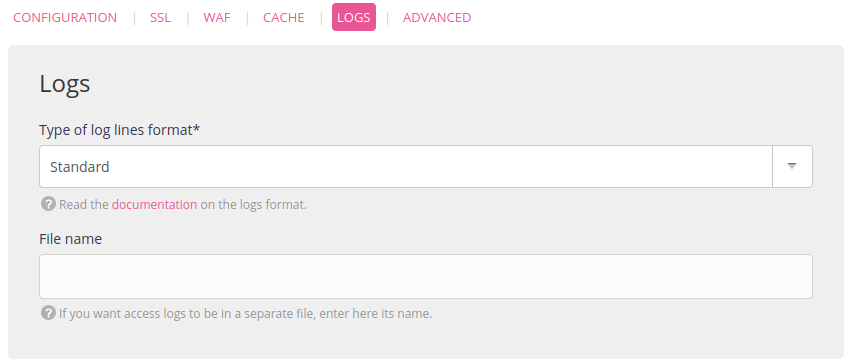 CONFIGURATION | SSL | WAF | CACHE | LOGS | ADVANCED
Logs
Type of log lines format*
Standard
? Read the documentation on the logs format.
File name
? If you want access logs to be in a separate file, enter here its name.